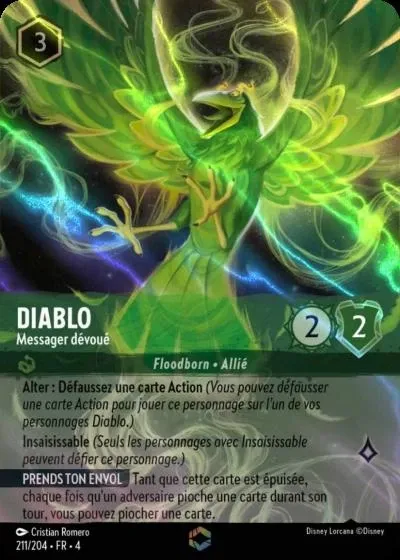 3
DIABLO
Messager dévoué
2
2
Floodborn • Allié
Alter : Défaussez une carte Action (Vous pouvez défausser
une carte Action pour jouer ce personnage sur l'un de vos
personnages Diablo.)
Insaisissable (Seuls les personnages avec Insaisissable
peuvent défier ce personnage.)
PRENDS TON ENVOL Tant que cette carte est épuisée,
chaque fois qu'un adversaire pioche une carte durant son
tour, vous pouvez piocher une carte.
Cristian Romero
211/204 • FR • 4
Disney Lorcana ©Disney